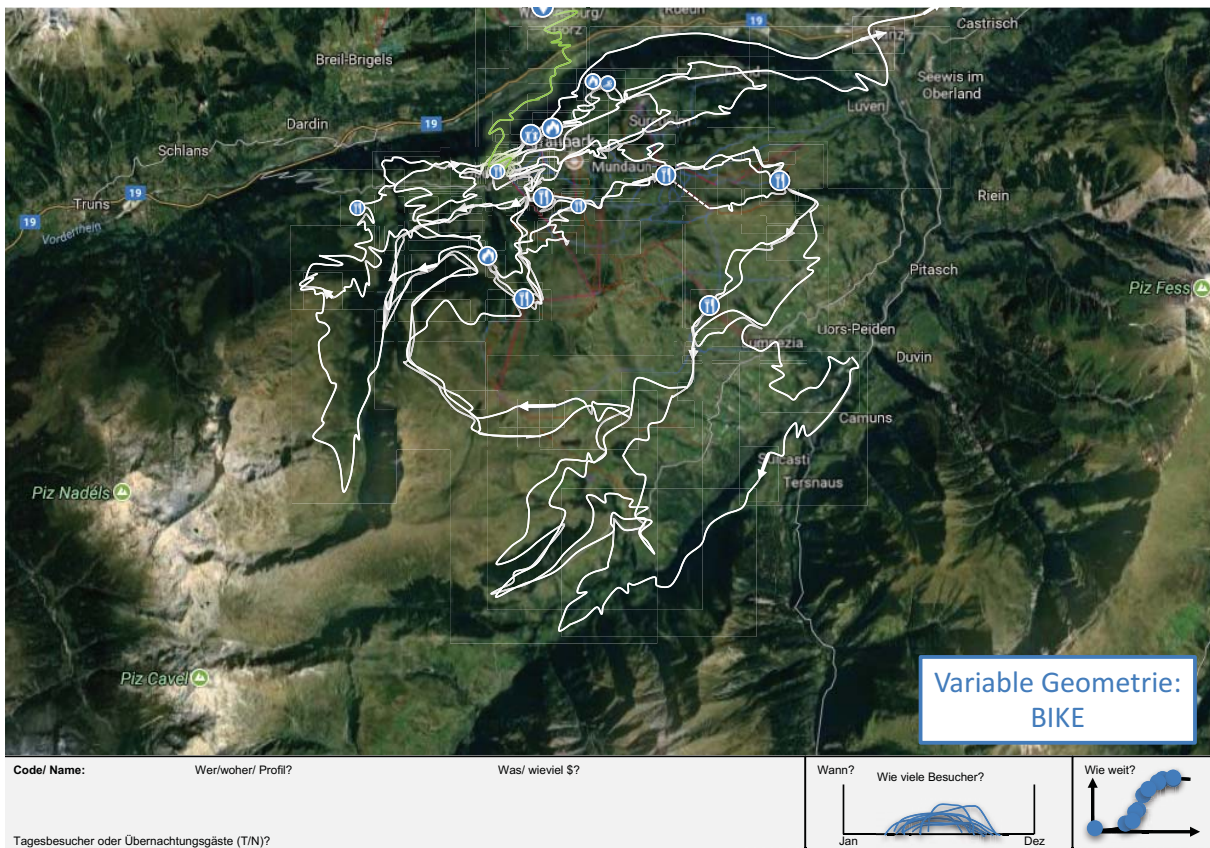 19
Castrisch
Breil-Brigels
Seewis im
Oberland
Luven
19
Dardin
Schlans
Mundaun
Truns
19
19
Vorderrhein
Riein
Pitasch
Piz Fess
Uors-Peiden
Duvin
Camuns
Tersnaus
Piz Nadéls
Piz Cavel
Variable Geometrie:
BIKE
Code/ Name:
Wer/woher/ Profil?
Was/ wieviel $?
Tagesbesucher oder Übernachtungsgäste (T/N)?
Wann?
Wie viele Besucher?
Jan
Dez
Wie weit?